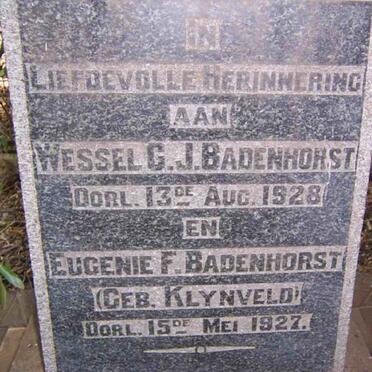 IN
LIEFDEVOLLE HERINNERING
AAN
WESSEL G. J. BADENHORST
OORL. 13DE AUG. 1928
EN
EUGENIE F. BADENHORST
(GEB. KLYNVELD)
OORL. 15DE MEI 1927.